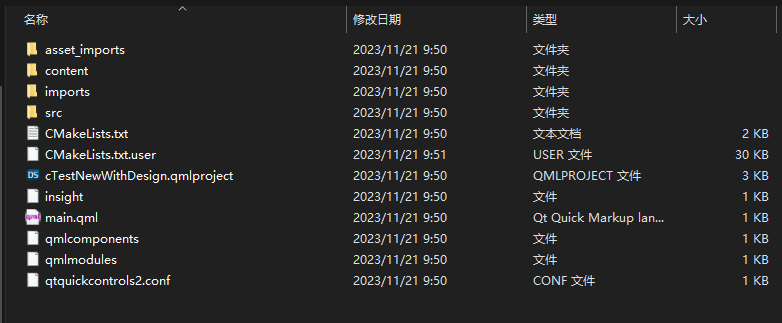 名称 修改日期 类型 大小
asset_imports 2023/11/21 9:50 文件夹
content 2023/11/21 9:50 文件夹
imports 2023/11/21 9:50 文件夹
src 2023/11/21 9:50 文件夹
CMakeLists.txt 2023/11/21 9:50 文本文档 2 KB
CMakeLists.txt.user 2023/11/21 9:51 USER 文件 30 KB
DS cTestNewWithDesign.qmlproject 2023/11/21 9:50 QMLPROJECT 文件 3 KB
insight 2023/11/21 9:50 文件 1 KB
main.qml 2023/11/21 9:50 Qt Quick Markup lan... 1 KB
qmlcomponents 2023/11/21 9:50 文件 1 KB
qmlmodules 2023/11/21 9:50 文件 1 KB
qtquickcontrols2.conf 2023/11/21 9:50 CONF 文件 1 KB